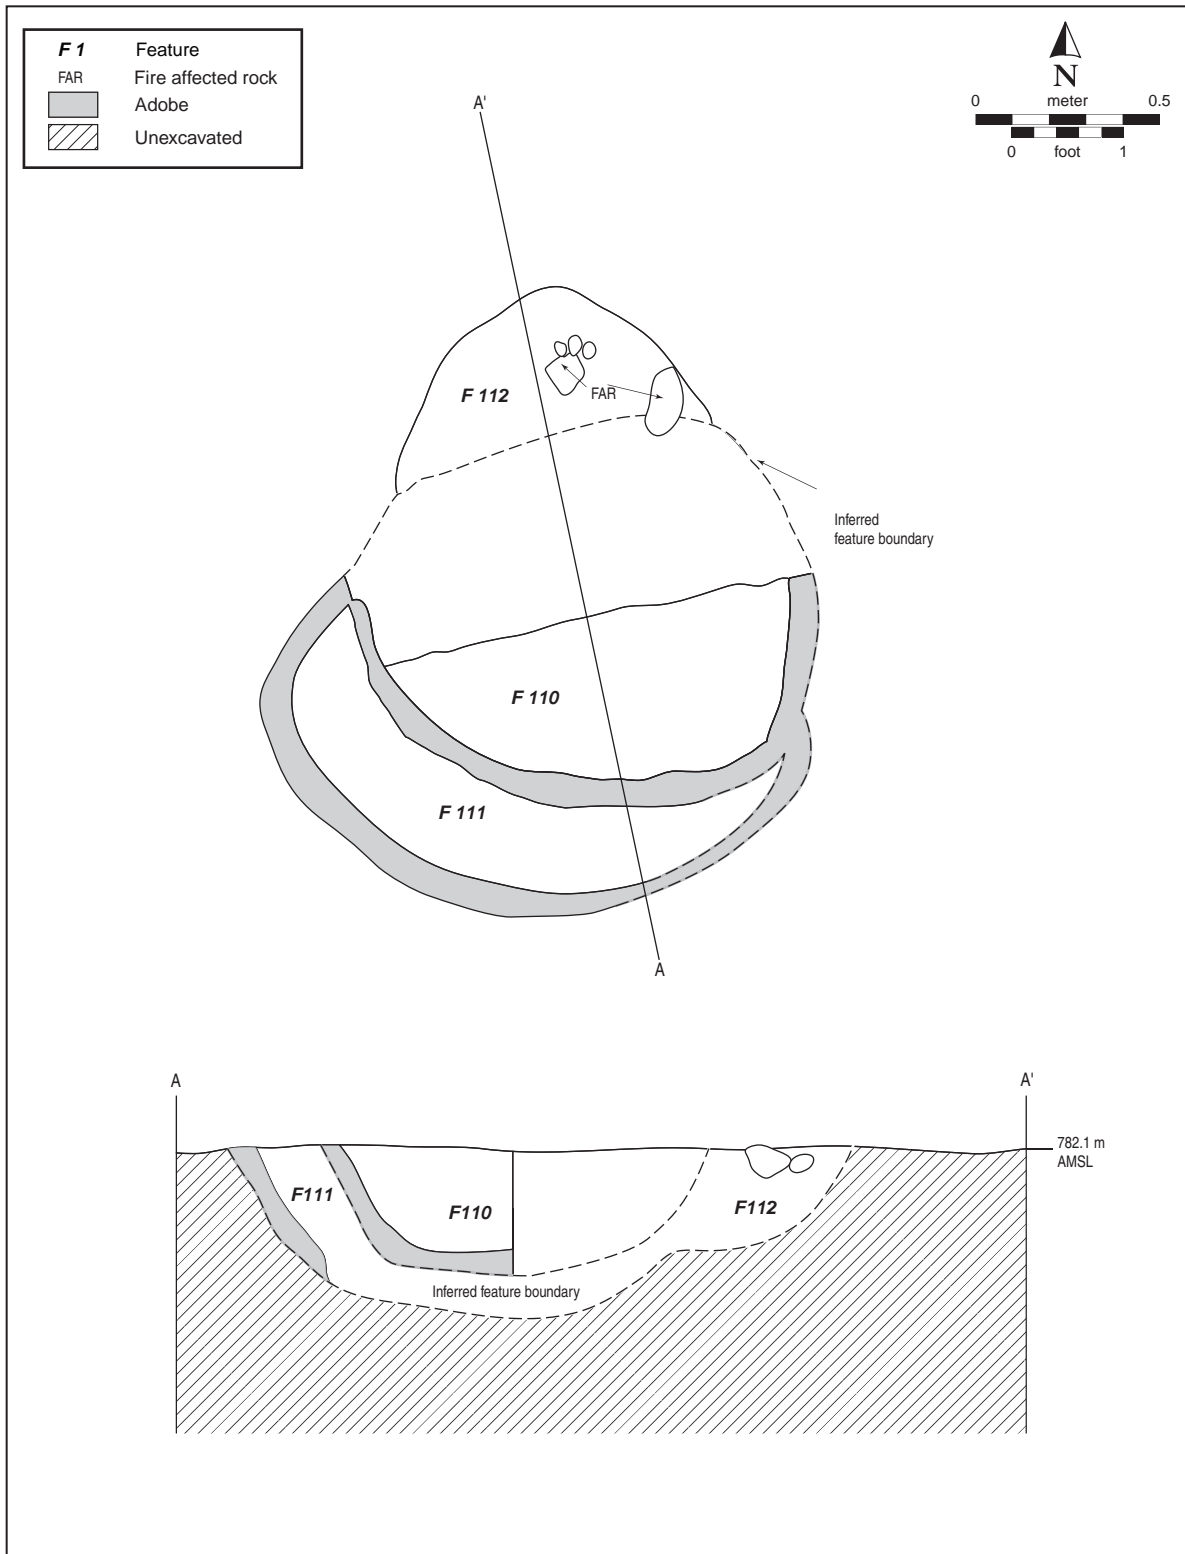 F 1 Feature
FAR Fire affected rock
Adobe
Unexcavated
N
0 meter 0.5
0 foot 1
A'
F 112
FAR
Inferred
feature boundary
F 110
F 111
A
A A'
782.1 m
AMSL
F111
F110
F112
Inferred feature boundary